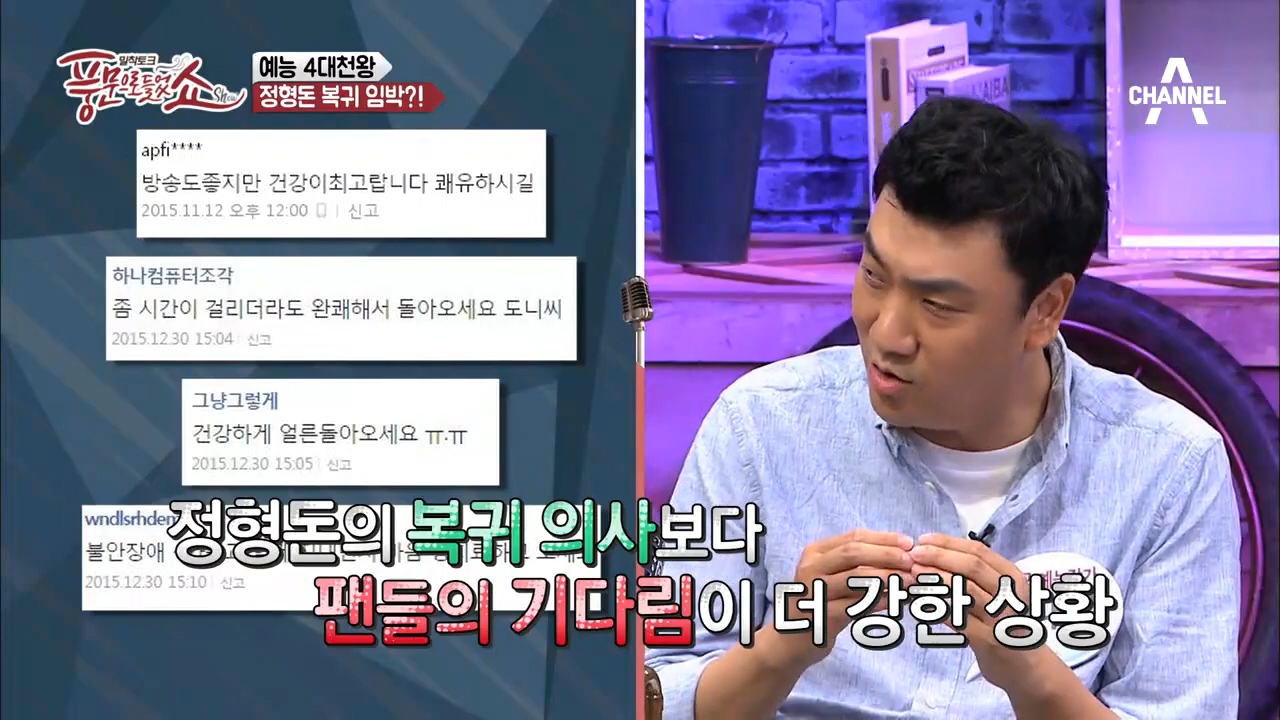 밀착토크
풍문으로들었쇼
Show
예능 4대천왕
정형돈 복귀 임박?!
CHANNEL
apfi****
방송도좋지만 건강이최고랍니다 쾌유하시길
2015.11.12 오후 12:00 신고
하나컴퓨터조각
좀 시간이 걸리더라도 완쾌해서 돌아오세요 도니씨
2015.12.30 15:04 신고
그냥그렇게
건강하게 얼른돌아오세요 ㅠ.ㅠ
2015.12.30 15:05 신고
불안장애
2015.12.30 15:10 신고
정형돈의 복귀 의사보다
팬들의 기다림이 더 강한 상황